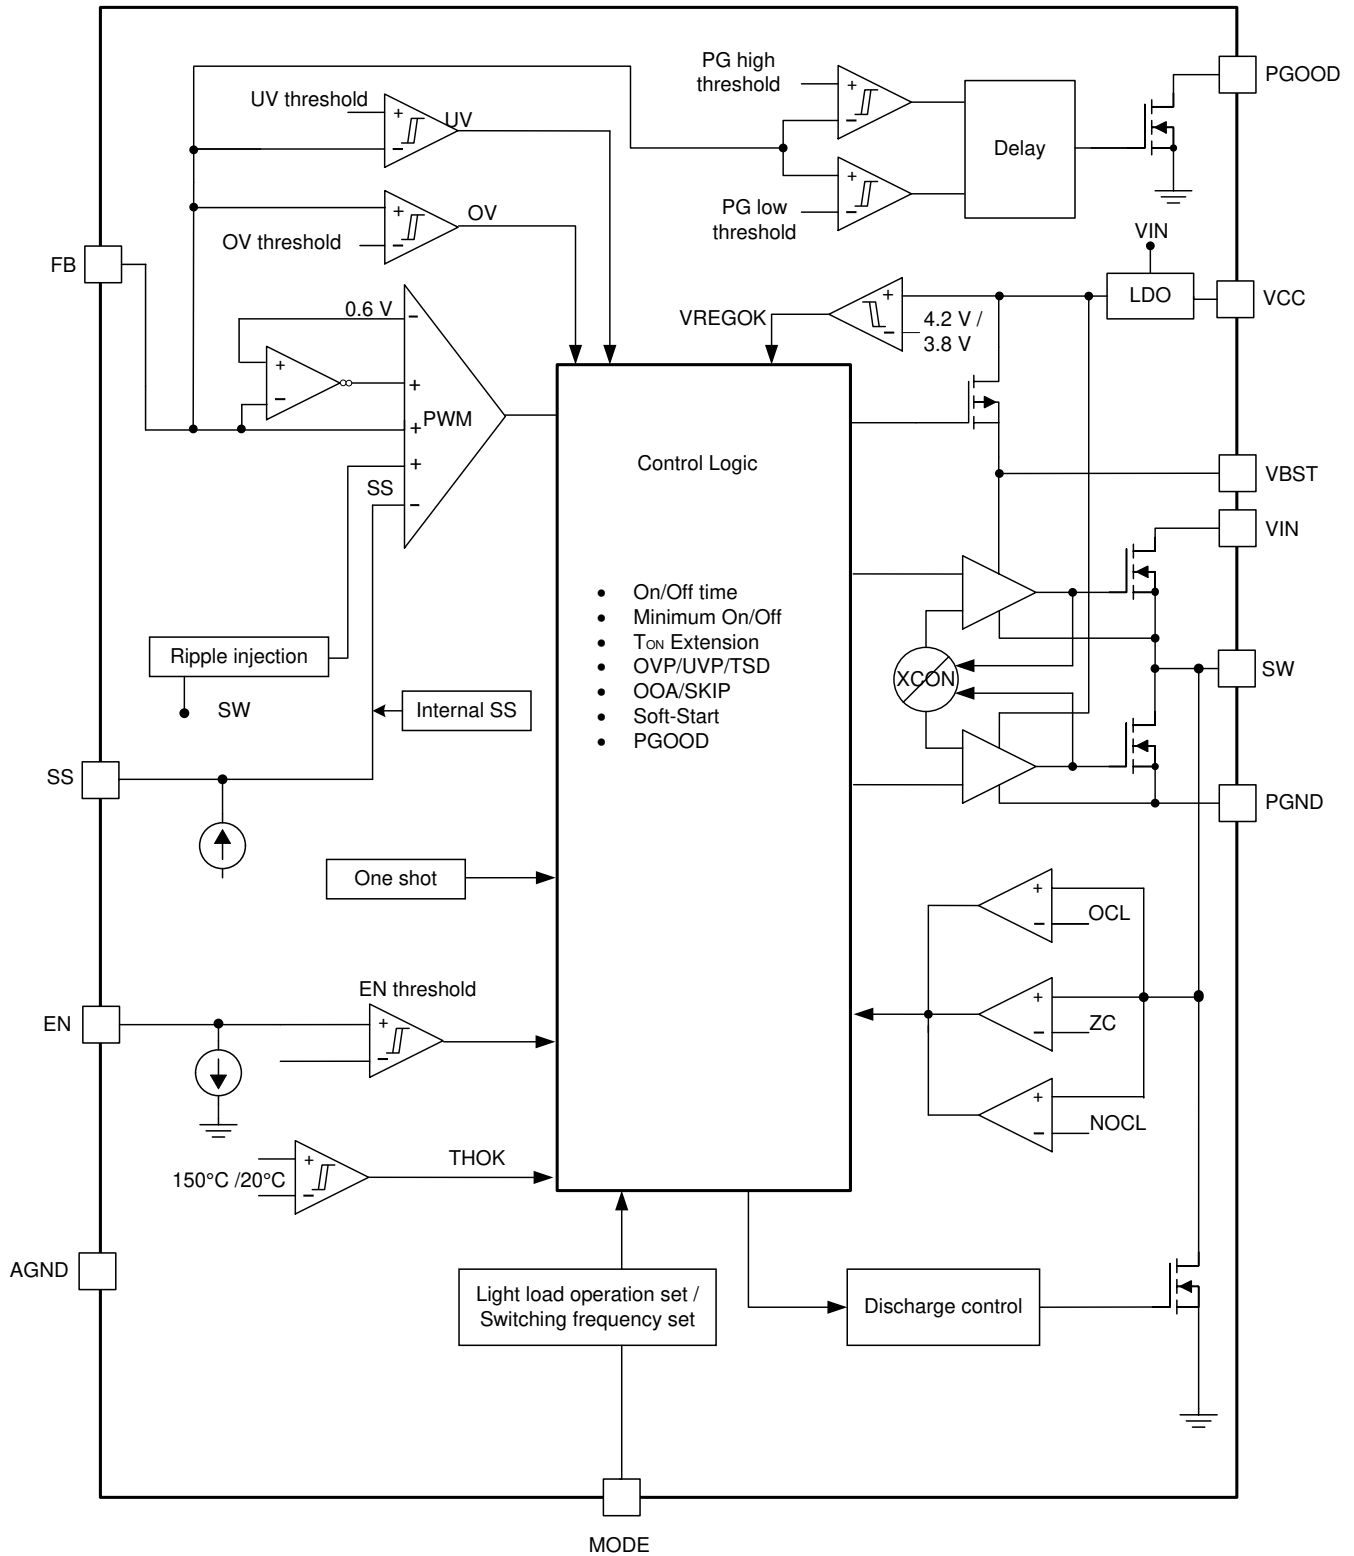 PG high
threshold
PGOOD
UV threshold
+
UV
−
+
−
Delay
+
OV
−
OV threshold
+
−
PG low
threshold
VIN
FB
LDO
VCC
0.6 V
−
VREGOK
+
−
4.2 V /
3.8 V
+
−
+
+
PWM
+
SS
−
Control Logic
VBST
VIN
• On/Off time
• Minimum On/Off
• TON Extension
• OVP/UVP/TSD
• OOA/SKIP
• Soft-Start
• PGOOD
Ripple injection
SW
Internal SS
XCON
SW
SS
PGND
One shot
+
−
OCL
EN threshold
EN
+
−
+
−
ZC
+
−
NOCL
150°C /20°C
+
−
THOK
AGND
Light load operation set /
Switching frequency set
Discharge control
MODE